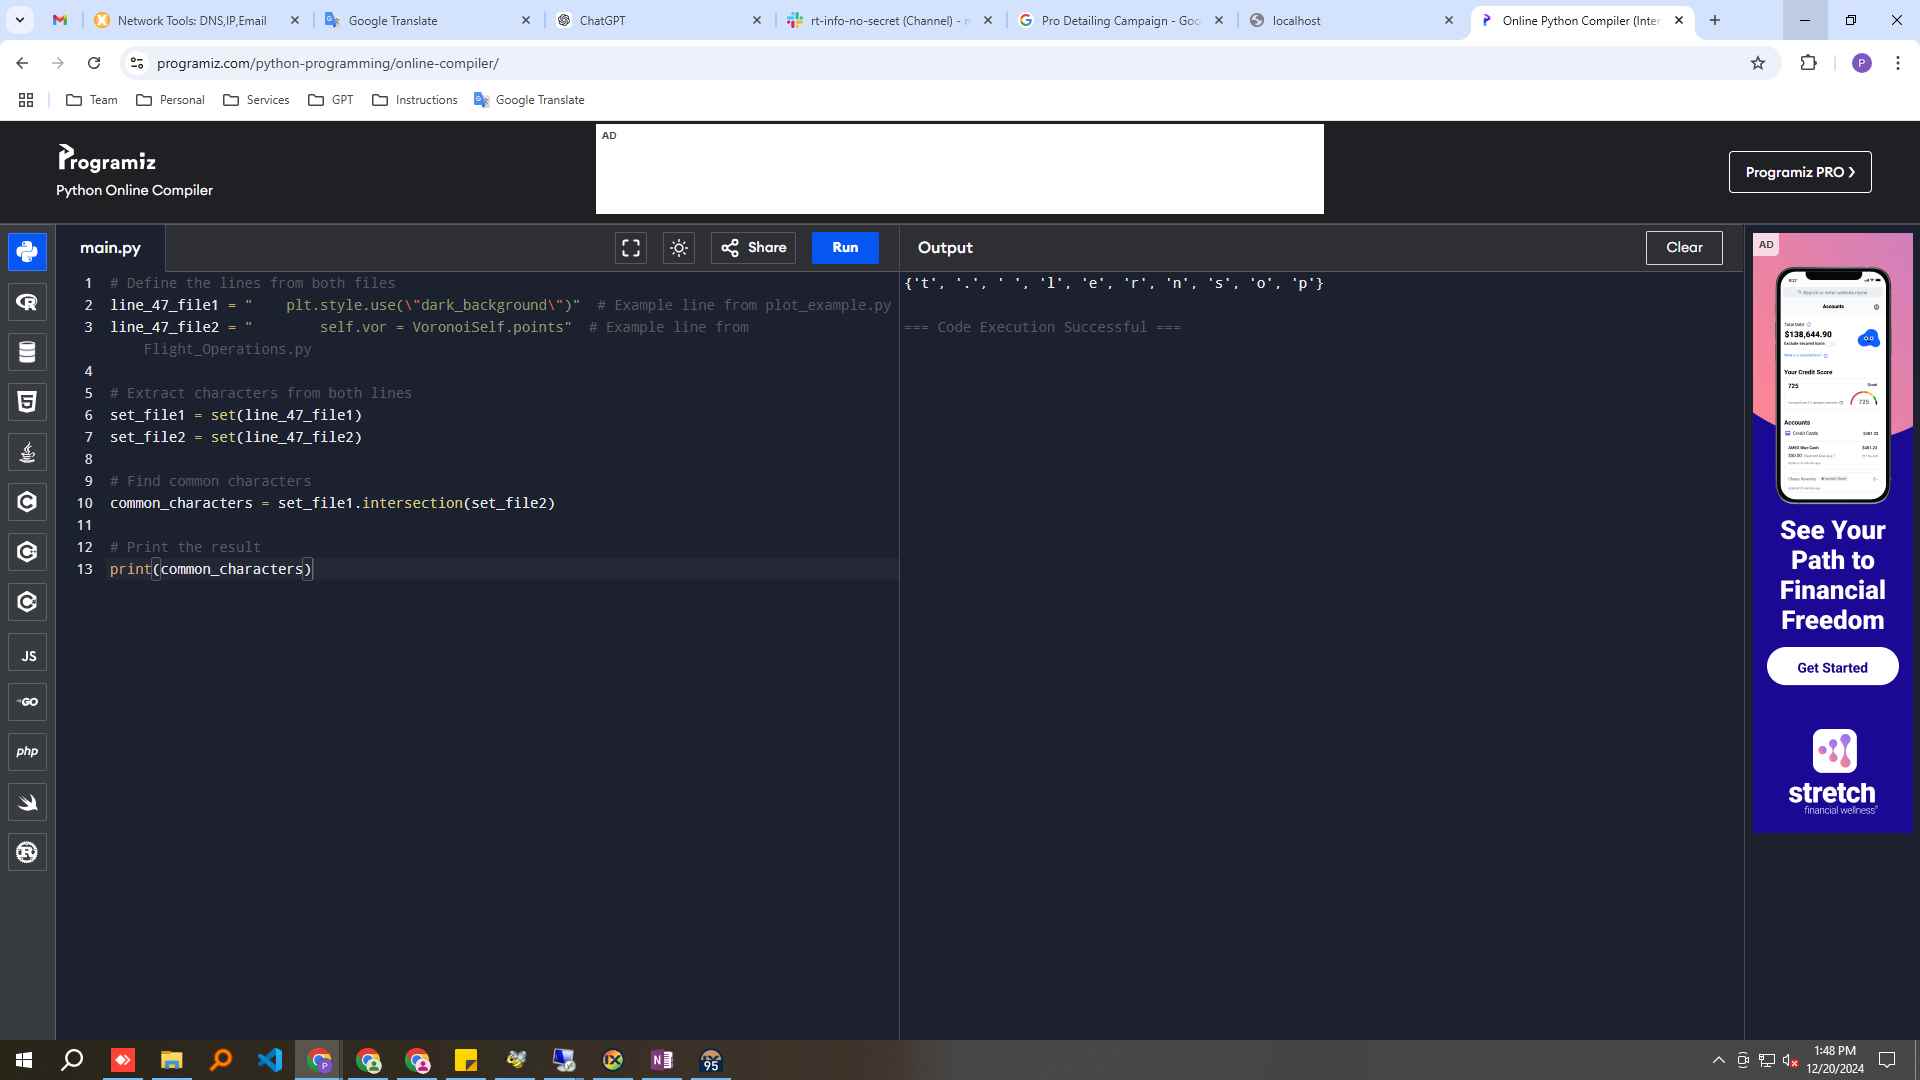 Network Tools: DNS,IP,Email
Google Translate
ChatGPT
rt-info-no-secret (Channel) -
Pro Detailing Campaign - Goo
localhost
Online Python Compiler (Inter
programiz.com/python-programming/online-compiler/
P
Team
Personal
Services
GPT
Instructions
Google Translate
Programiz
Python Online Compiler
AD
Programiz PRO ❯
main.py
Share
Run
Output
Clear
1 # Define the lines from both files
2 line_47_file1 = "    plt.style.use(\"dark_background\")"  # Example line from plot_example.py
3 line_47_file2 = "        self.vor = VoronoiSelf.points"  # Example line from
Flight_Operations.py
4
5 # Extract characters from both lines
6 set_file1 = set(line_47_file1)
7 set_file2 = set(line_47_file2)
8
9 # Find common characters
10 common_characters = set_file1.intersection(set_file2)
11
12 # Print the result
13 print(common_characters)
{'t', '.', ' ', 'l', 'e', 'r', 'n', 's', 'o', 'p'}
=== Code Execution Successful ===
JS
GO
php
AD
Accounts
$138,644.90
Your Credit Score
725
725
Accounts
Credit Cards
See Your
Path to
Financial
Freedom
Get Started
stretch
financial wellness
95
1:48 PM
12/20/2024